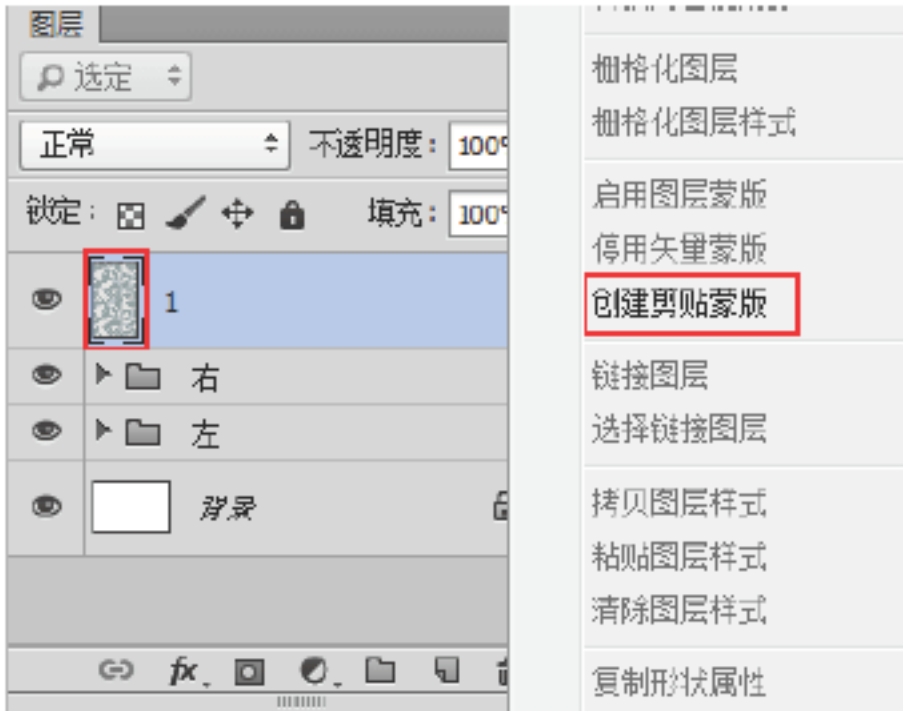 图层
选定
正常
不透明度: 100%
锁定:
填充: 100%
1
右
左
背景
fx
栅格化图层
栅格化图层样式
启用图层蒙版
停用矢量蒙版
创建剪贴蒙版
链接图层
选择链接图层
拷贝图层样式
粘贴图层样式
清除图层样式
复制形状属性